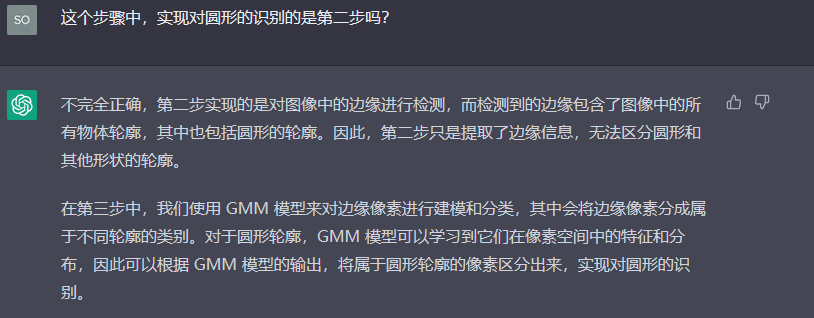 SO
这个步骤中，实现对圆形的识别的是第二步吗？
不完全正确，第二步实现的是对图像中的边缘进行检测，而检测到的边缘包含了图像中的所
有物体轮廓，其中也包括圆形的轮廓。因此，第二步只是提取了边缘信息，无法区分圆形和
其他形状的轮廓。
在第三步中，我们使用 GMM 模型来对边缘像素进行建模和分类，其中会将边缘像素分成属
于不同轮廓的类别。对于圆形轮廓，GMM 模型可以学习到它们在像素空间中的特征和分
布，因此可以根据 GMM 模型的输出，将属于圆形轮廓的像素区分出来，实现对圆形的识
别。